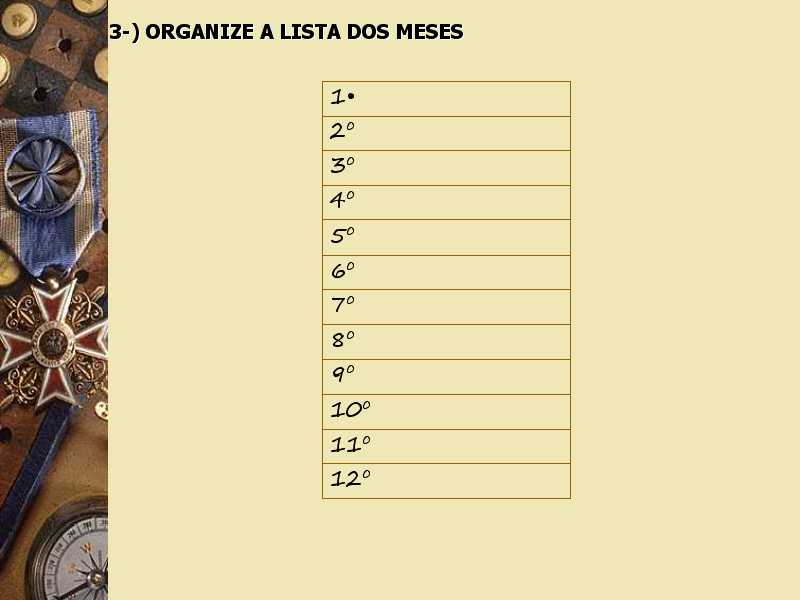 3-) ORGANIZE A LISTA DOS MESES
1•
2º
3º
4º
5º
6º
7º
8º
9º
10º
11º
12º